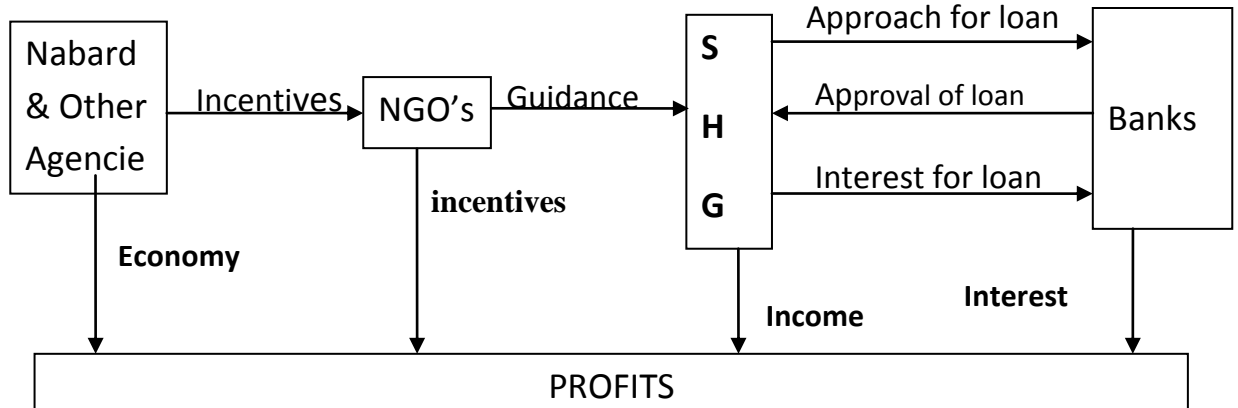 Nabard
& Other
Agencie
Incentives
NGO's
Guidance
S
H
G
Approach for loan
Approval of loan
Interest for loan
Banks
Economy
incentives
Income
Interest
PROFITS